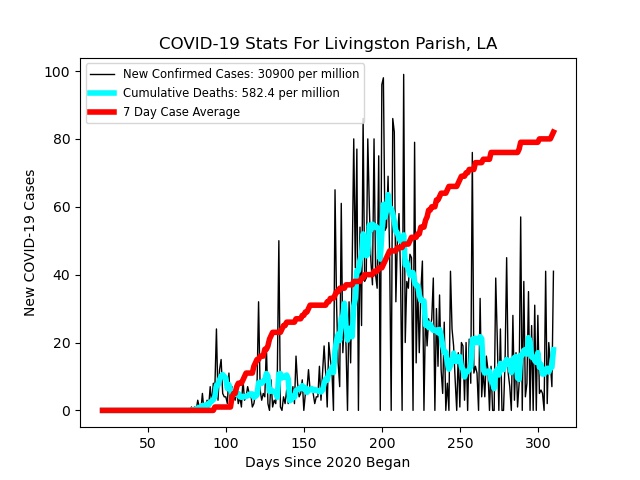 COVID-19 Stats For Livingston Parish, LA
New Confirmed Cases: 30900 per million
Cumulative Deaths: 582.4 per million
7 Day Case Average
New COVID-19 Cases
100
80
60
40
20
0
50 100 150 200 250 300
Days Since 2020 Began